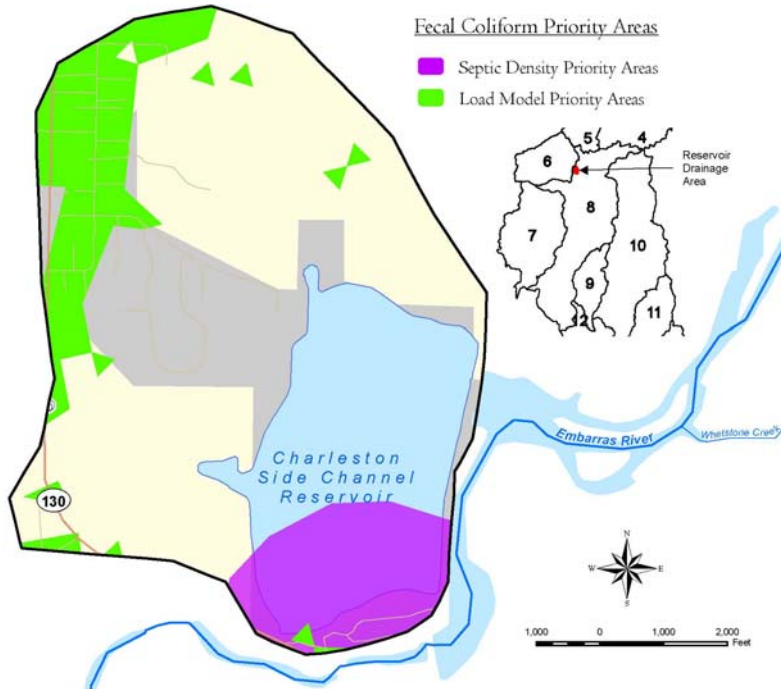 Fecal Coliform Priority Areas
Septic Density Priority Areas
Load Model Priority Areas
5
4
6
Reservoir
Drainage
Area
8
7
10
9
11
12
Embarras River
Whetstone Creek
Charleston
Side Channel
Reservoir
130
N
W
E
S
1,000
0
1,000
2,000
Feet